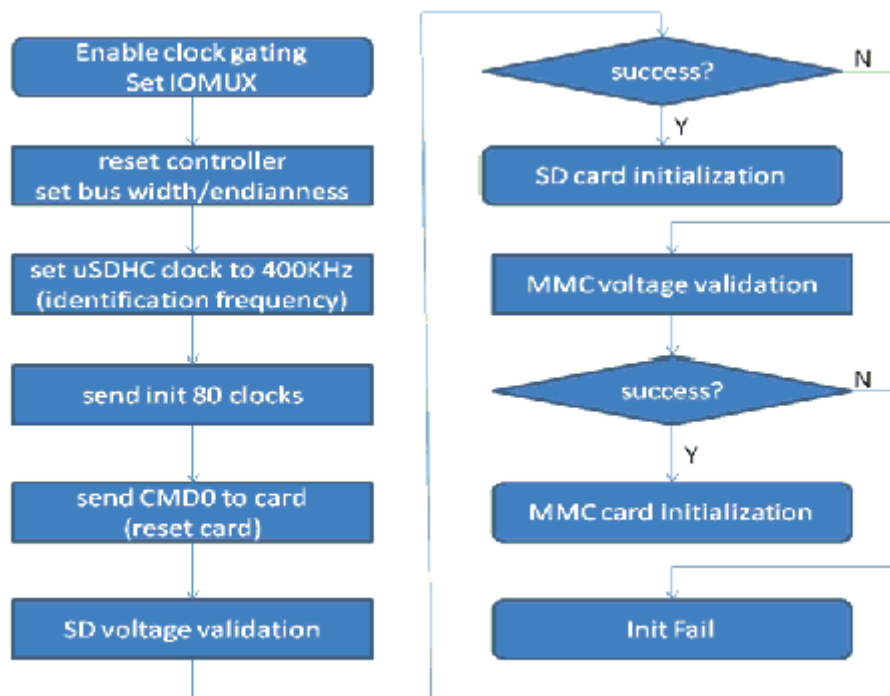 Enable clock gating
Set IOMUX
reset controller
set bus width/endianness
set uSDHC clock to 400KHz
(identification frequency)
send init 80 clocks
send CMD0 to card
(reset card)
SD voltage validation
success?
N
Y
SD card initialization
MMC voltage validation
success?
N
Y
MMC card Initialization
Init Fail